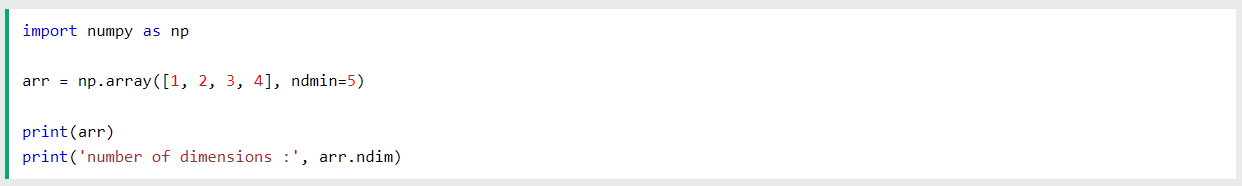 import numpy as np
arr = np.array([1, 2, 3, 4], ndmin=5)
print(arr)
print('number of dimensions :', arr.ndim)